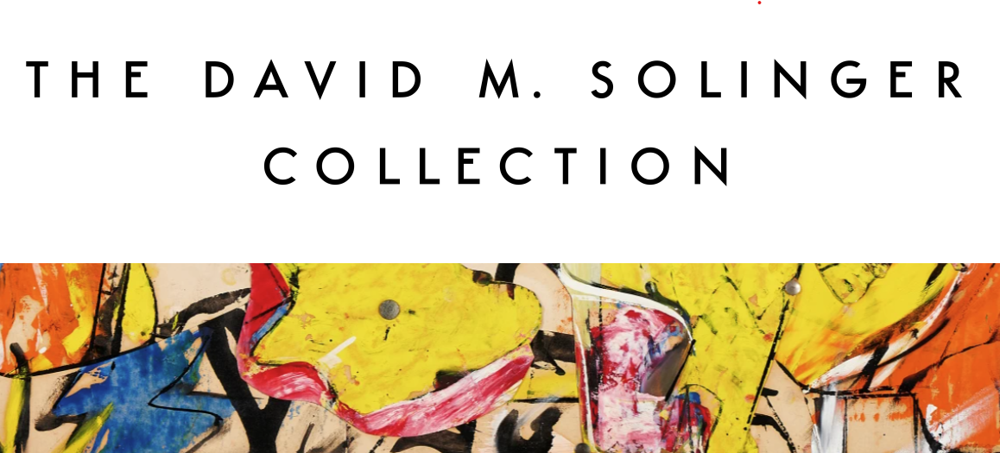 THE DAVID M. SOLINGER
COLLECTION